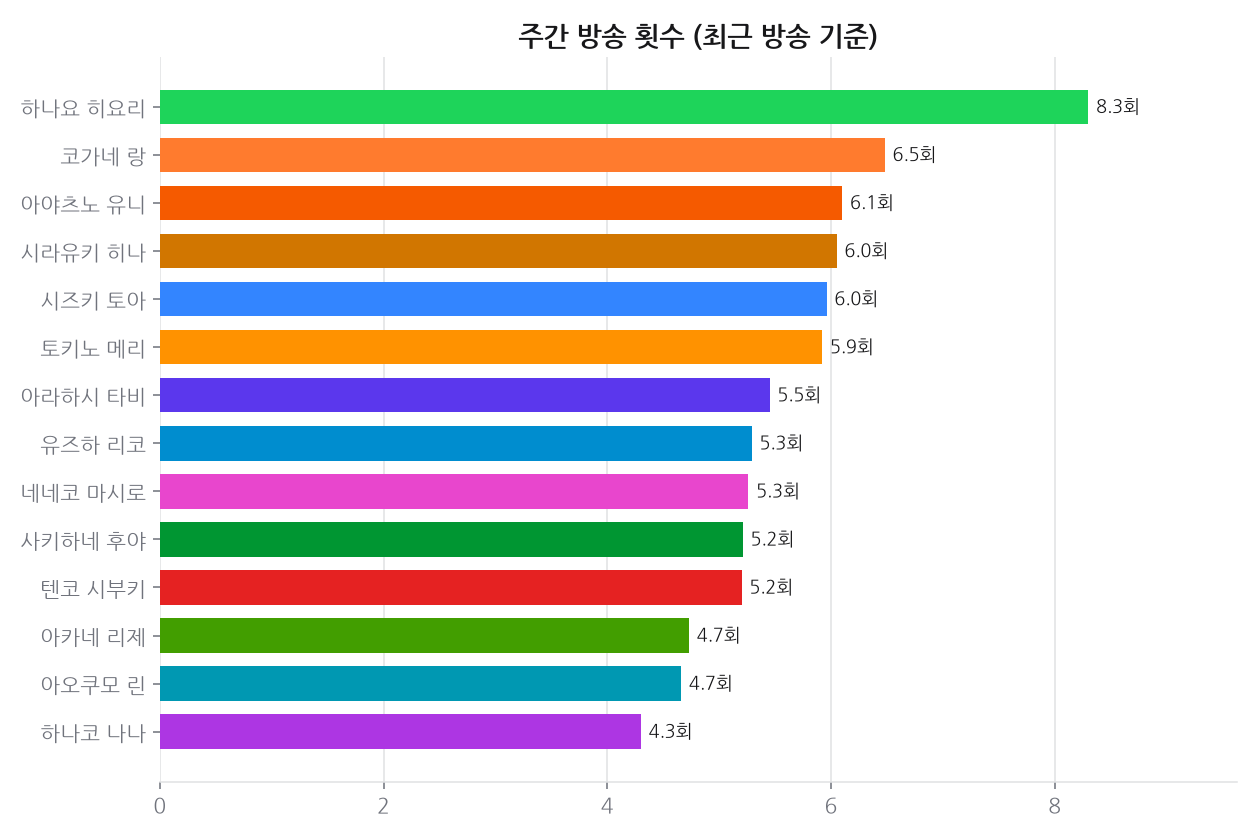 주간 방송 횟수 (최근 방송 기준)
하나요 히요리 8.3회
코가네 랑 6.5회
아야츠노 유니 6.1회
시라유키 히나 6.0회
시즈키 토아 6.0회
토키노 메리 5.9회
아라하시 타비 5.5회
유즈하 리코 5.3회
네네코 마시로 5.3회
사키하네 후야 5.2회
텐코 시부키 5.2회
아카네 리제 4.7회
아오쿠모 린 4.7회
하나코 나나 4.3회
0 2 4 6 8